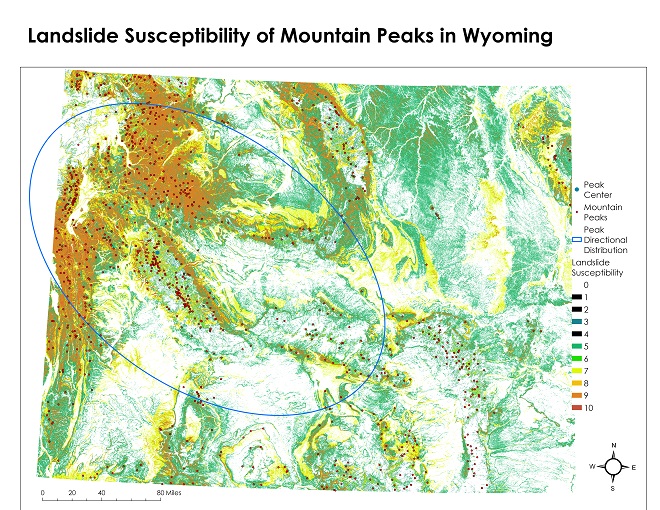 Landslide Susceptibility of Mountain Peaks in Wyoming
Peak
Center
Mountain
Peaks
Peak
Directional
Distribution
Landslide
Susceptibility
0
1
2
3
4
5
6
7
8
9
10
N
W
E
S
0 20 40 80 Miles